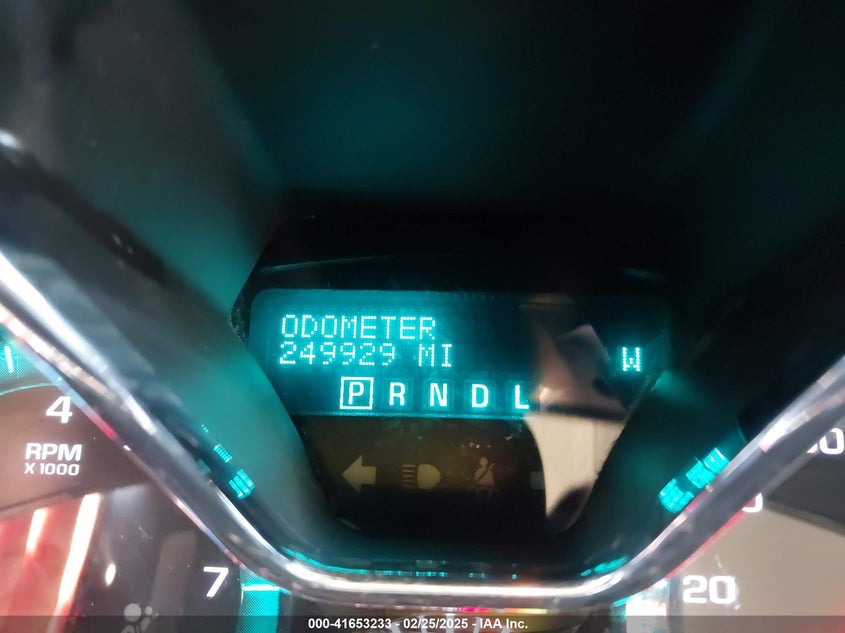 ODOMETER
249929 MI
W
P R N D L
4
RPM
X 1000
7
20
000-41653233 - 02/25/2025 - IAA Inc.